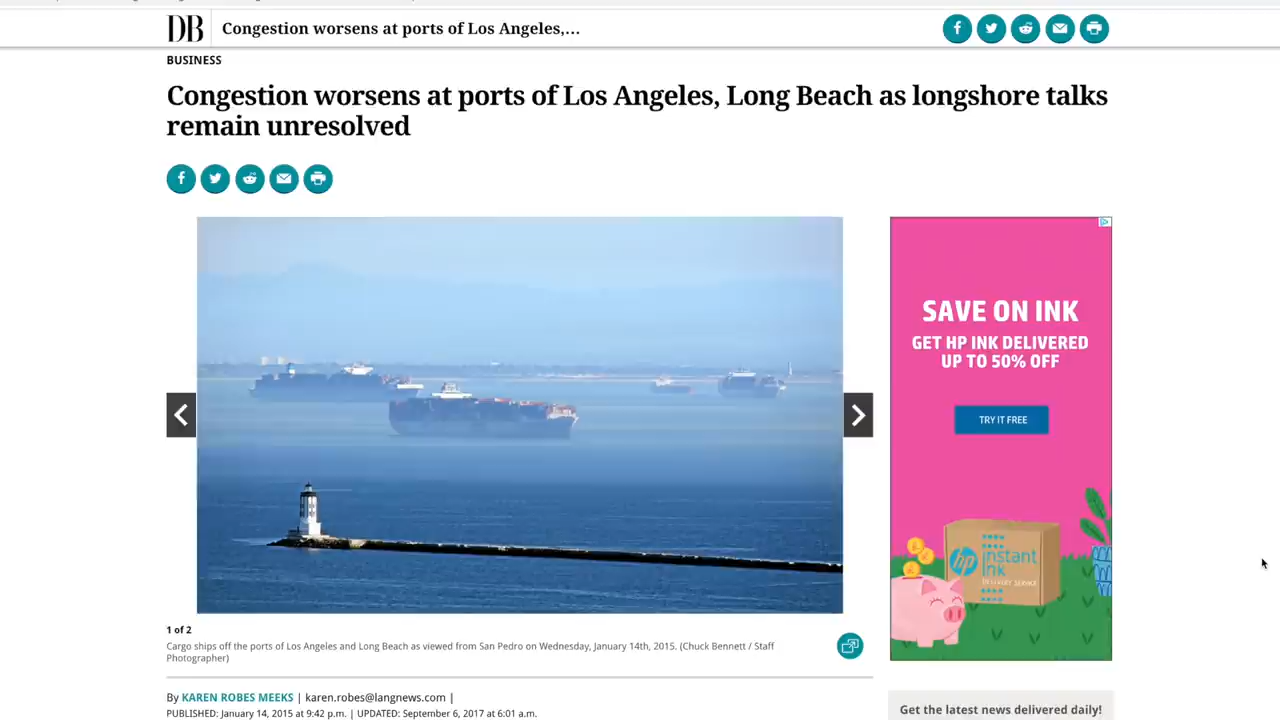 DB
Congestion worsens at ports of Los Angeles,...
BUSINESS
Congestion worsens at ports of Los Angeles, Long Beach as longshore talks
remain unresolved
SAVE ON INK
GET HP INK DELIVERED
UP TO 50% OFF
TRY IT FREE
hp instant
ink
DELIVERY SERVICE
1 of 2
Cargo ships off the ports of Los Angeles and Long Beach as viewed from San Pedro on Wednesday, January 14th, 2015. (Chuck Bennett / Staff
Photographer)
By KAREN ROBES MEEKS | karen.robes@langnews.com |
PUBLISHED: January 14, 2015 at 9:42 p.m. | UPDATED: September 6, 2017 at 6:01 a.m.
Get the latest news delivered daily!